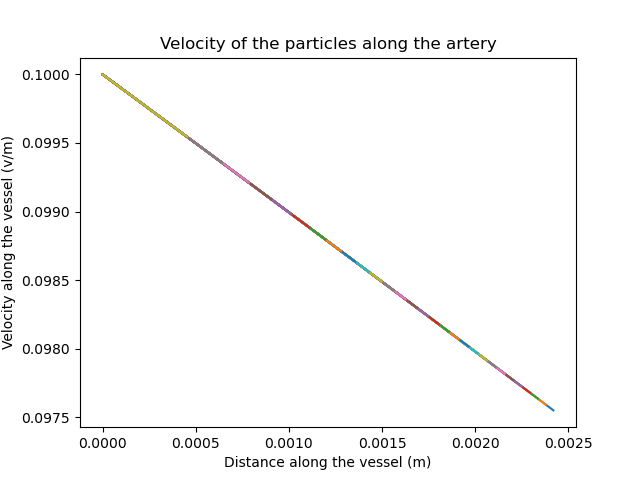 Velocity of the particles along the artery
0.1000
0.0995
0.0990
0.0985
0.0980
0.0975
Velocity along the vessel (v/m)
0.0000 0.0005 0.0010 0.0015 0.0020 0.0025
Distance along the vessel (m)